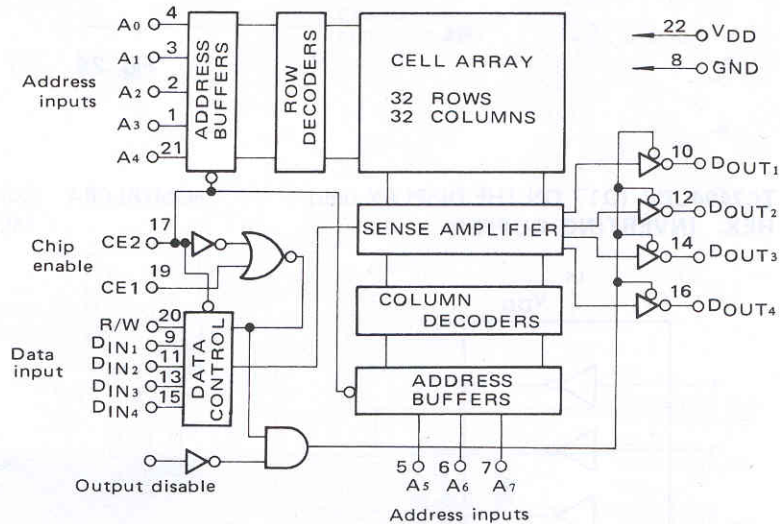 A0 4
A1 3
A2 2
A3 1
A4 21
Address inputs
ADDRESS BUFFERS
ROW DECODERS
CELL ARRAY
32 ROWS
32 COLUMNS
22 VDD
8 GND
10 DOUT1
DOUT2
14 DOUT3
16 DOUT4
SENSE AMPLIFIER
COLUMN DECODERS
ADDRESS BUFFERS
17
CE2
Chip enable
19
CE1
R/W 20
DIN1 9
DIN2 11
DIN3 13
DIN4 15
Data input
DATA CONTROL
Output disable
5 6 7
A5 A6 A7
Address inputs